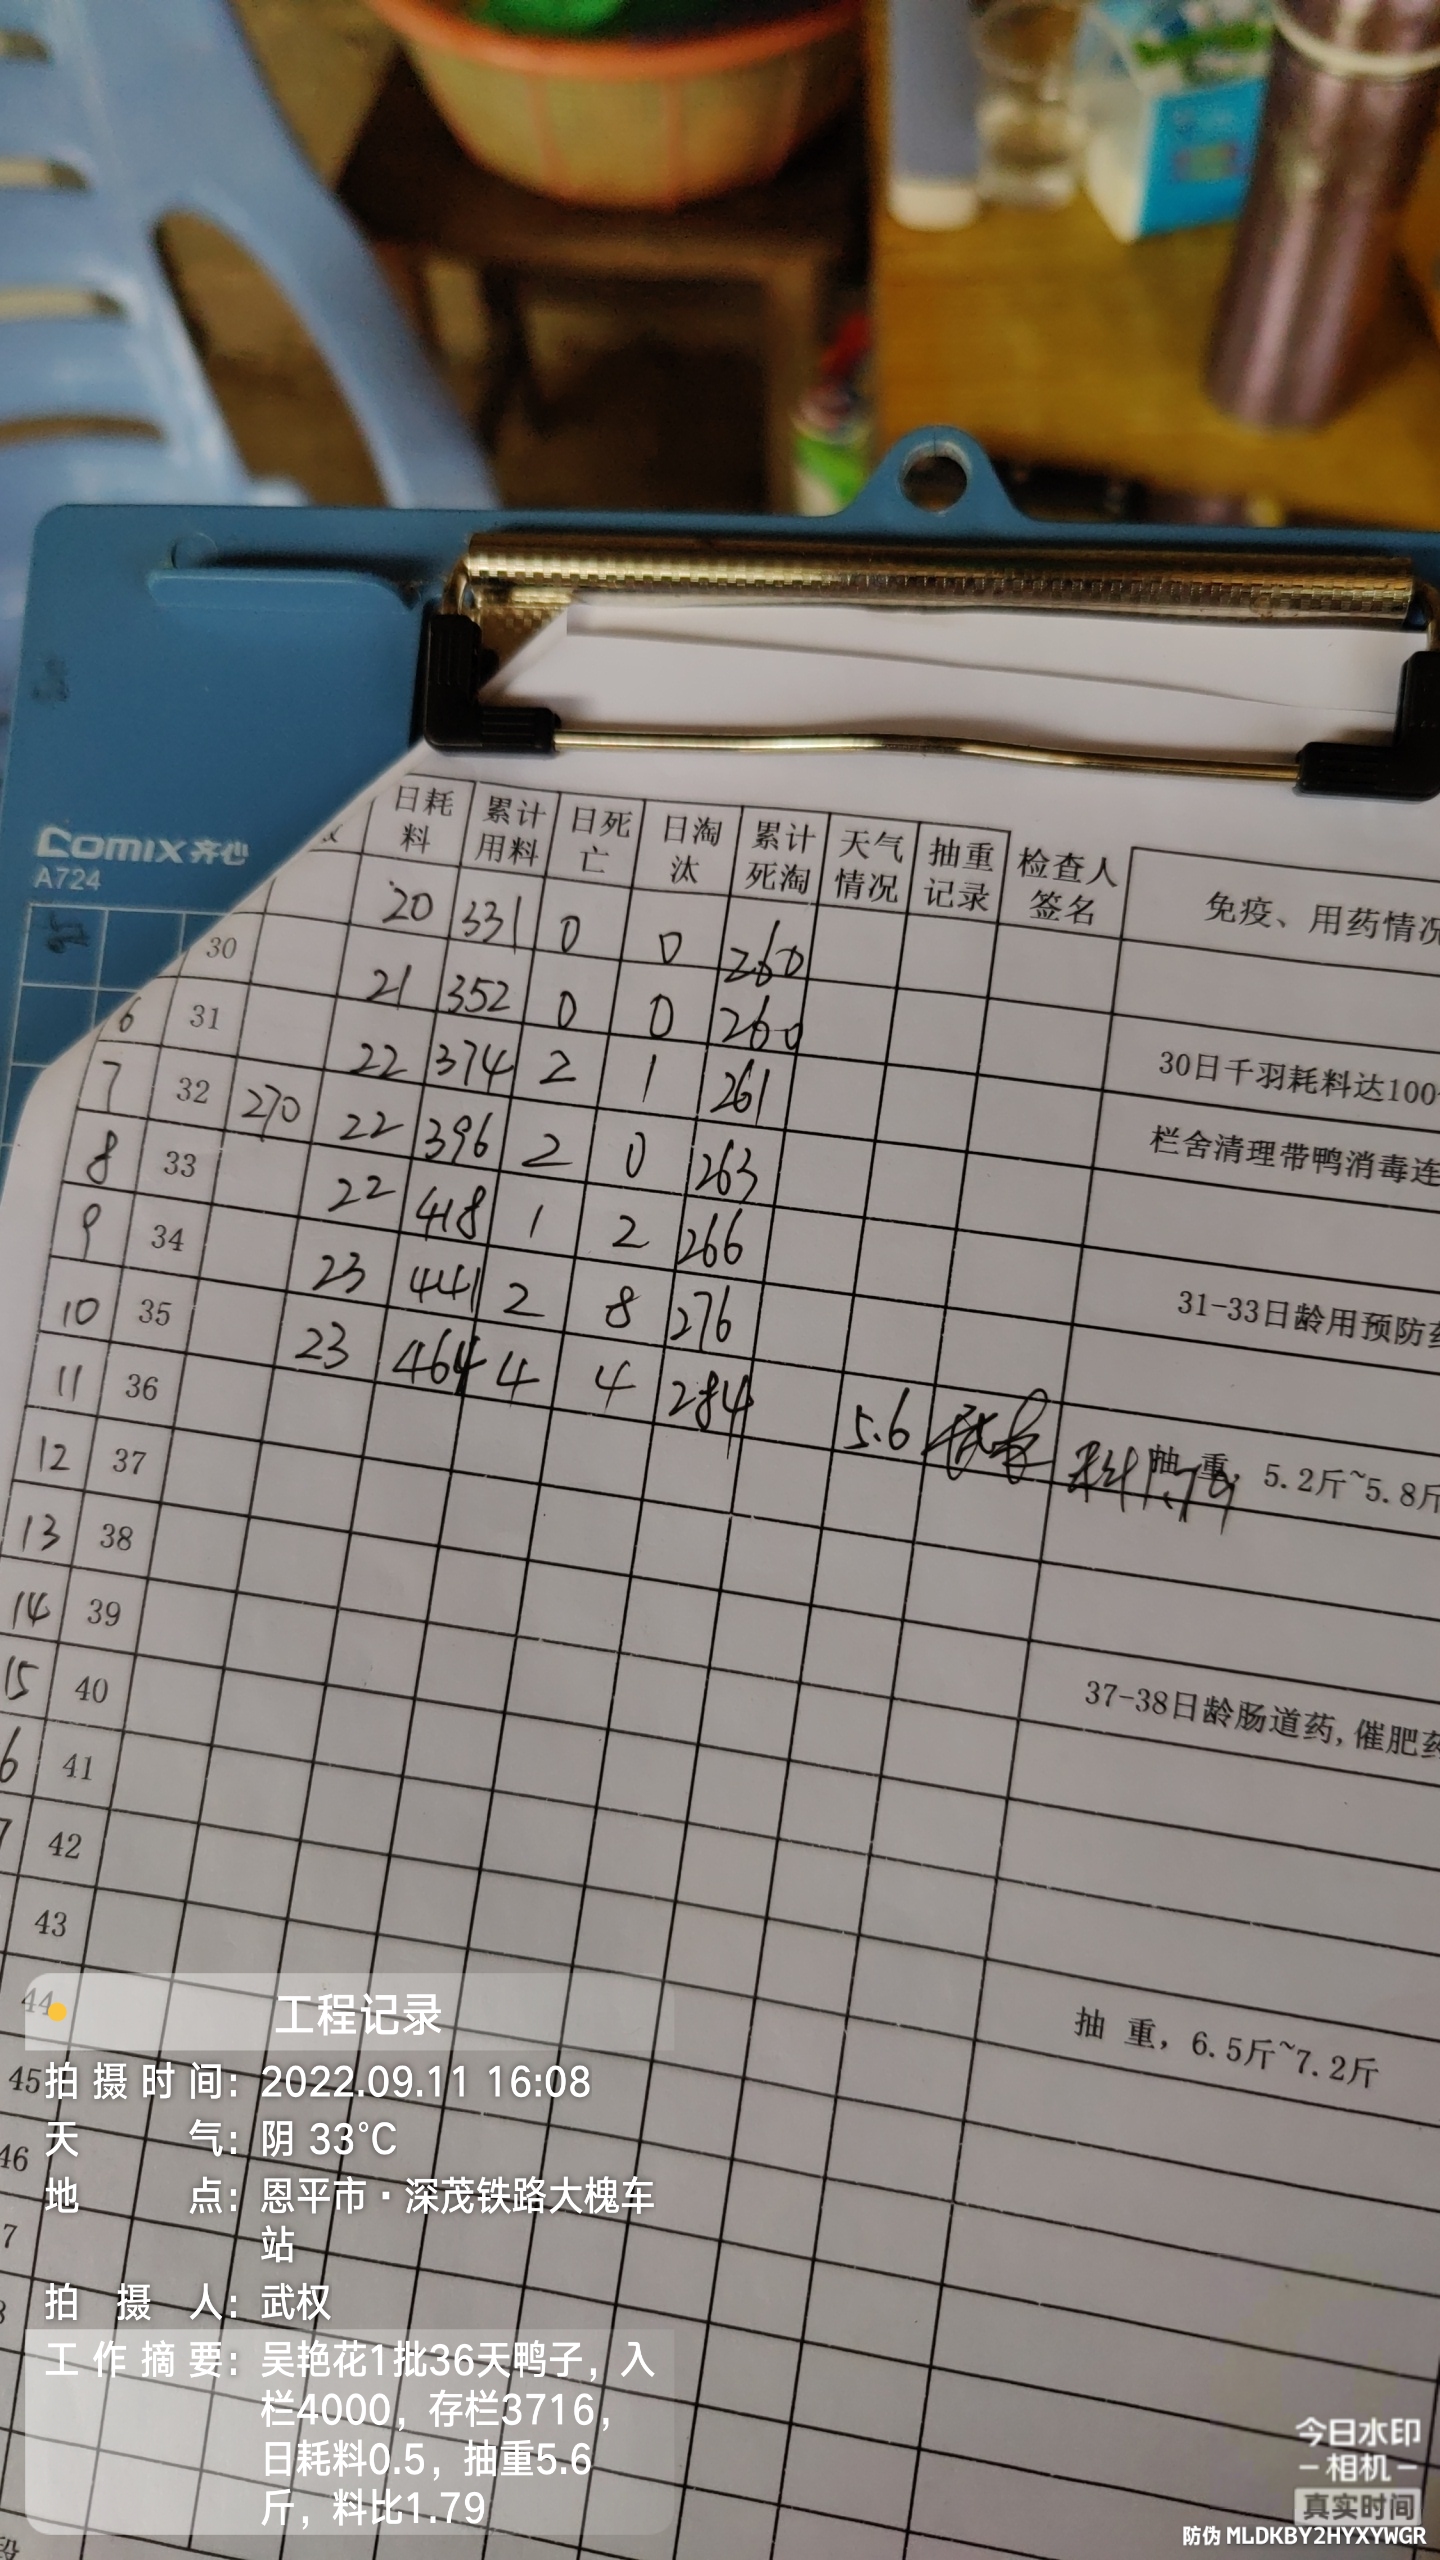 Comix 齐心
A724
日耗料 累计用料 日死亡 日淘汰 累计死淘 天气情况 抽重记录 检查人签名 免疫、用药情况
20 331 0 0 260
30 21 352 0 0 260
6 31 22 374 2 1 261 30日千羽耗料达100
7 32 270 22 396 2 0 263 栏舍清理带鸭消毒连
8 33 22 418 1 2 266
9 34 23 441 2 8 276 31-33日龄用预防药
10 35 23 464 4 4 284 5.6
11 36 抽 重, 5.2斤~5.8斤
12 37
13 38
14 39 37-38日龄肠道药,催肥药
15 40
6 41
7 42
43
44 抽 重, 6.5斤~7.2斤
45
46
7
工程记录
拍摄时间：2022.09.11 16:08
天气：阴 33°C
地点：恩平市·深茂铁路大槐车
站
拍摄人：武权
工作摘要：吴艳花1批36天鸭子，入
栏4000，存栏3716，
日耗料0.5，抽重5.6
斤，料比1.79
今日水印
相机
真实时间
防伪 MLDKBY2HYXYWGR